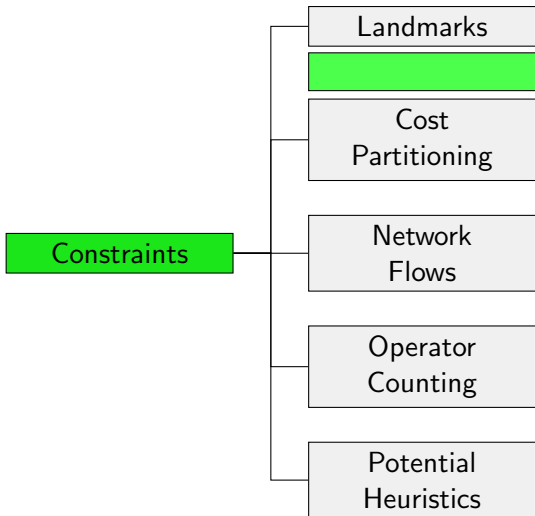 Landmarks
Cost
Partitioning
Constraints
Network
Flows
Operator
Counting
Potential
Heuristics